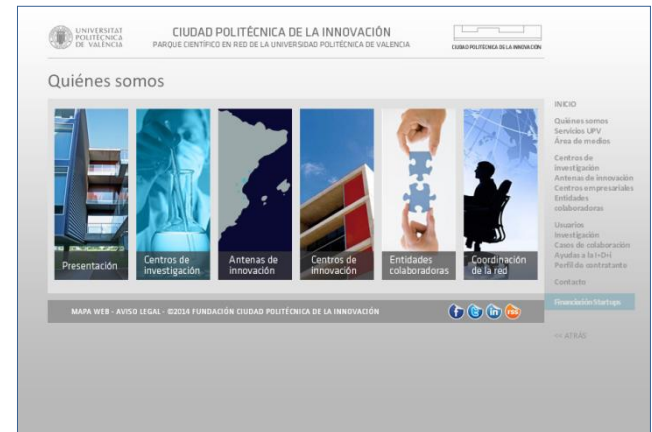 UNIVERSITAT
POLITÈCNICA
DE VALÈNCIA
CIUDAD POLITÉCNICA DE LA INNOVACIÓN
PARQUE CIENTÍFICO EN RED DE LA UNIVERSIDAD POLITÉCNICA DE VALENCIA
CIUDAD POLITÉCNICA DE LA INNOVACIÓN
Quiénes somos
Presentación
Centros de
investigación
Antenas de
innovación
Centros de
innovación
Entidades
colaboradoras
Coordinación
de la red
INICIO
Quiénes somos
Servicios UPV
Área de medios
Centros de
Investigación
Antenas de innovación
Centros empresariales
Entidades
colaboradoras
Usuarios
Investigación
Casos de colaboración
Ayudas a la I+D+i
Perfil de contratante
Contacto
Financiación Startups
<< ATRÁS
MAPA WEB - AVISO LEGAL - ©2014 FUNDACIÓN CIUDAD POLITÉCNICA DE LA INNOVACIÓN
f
in
rss